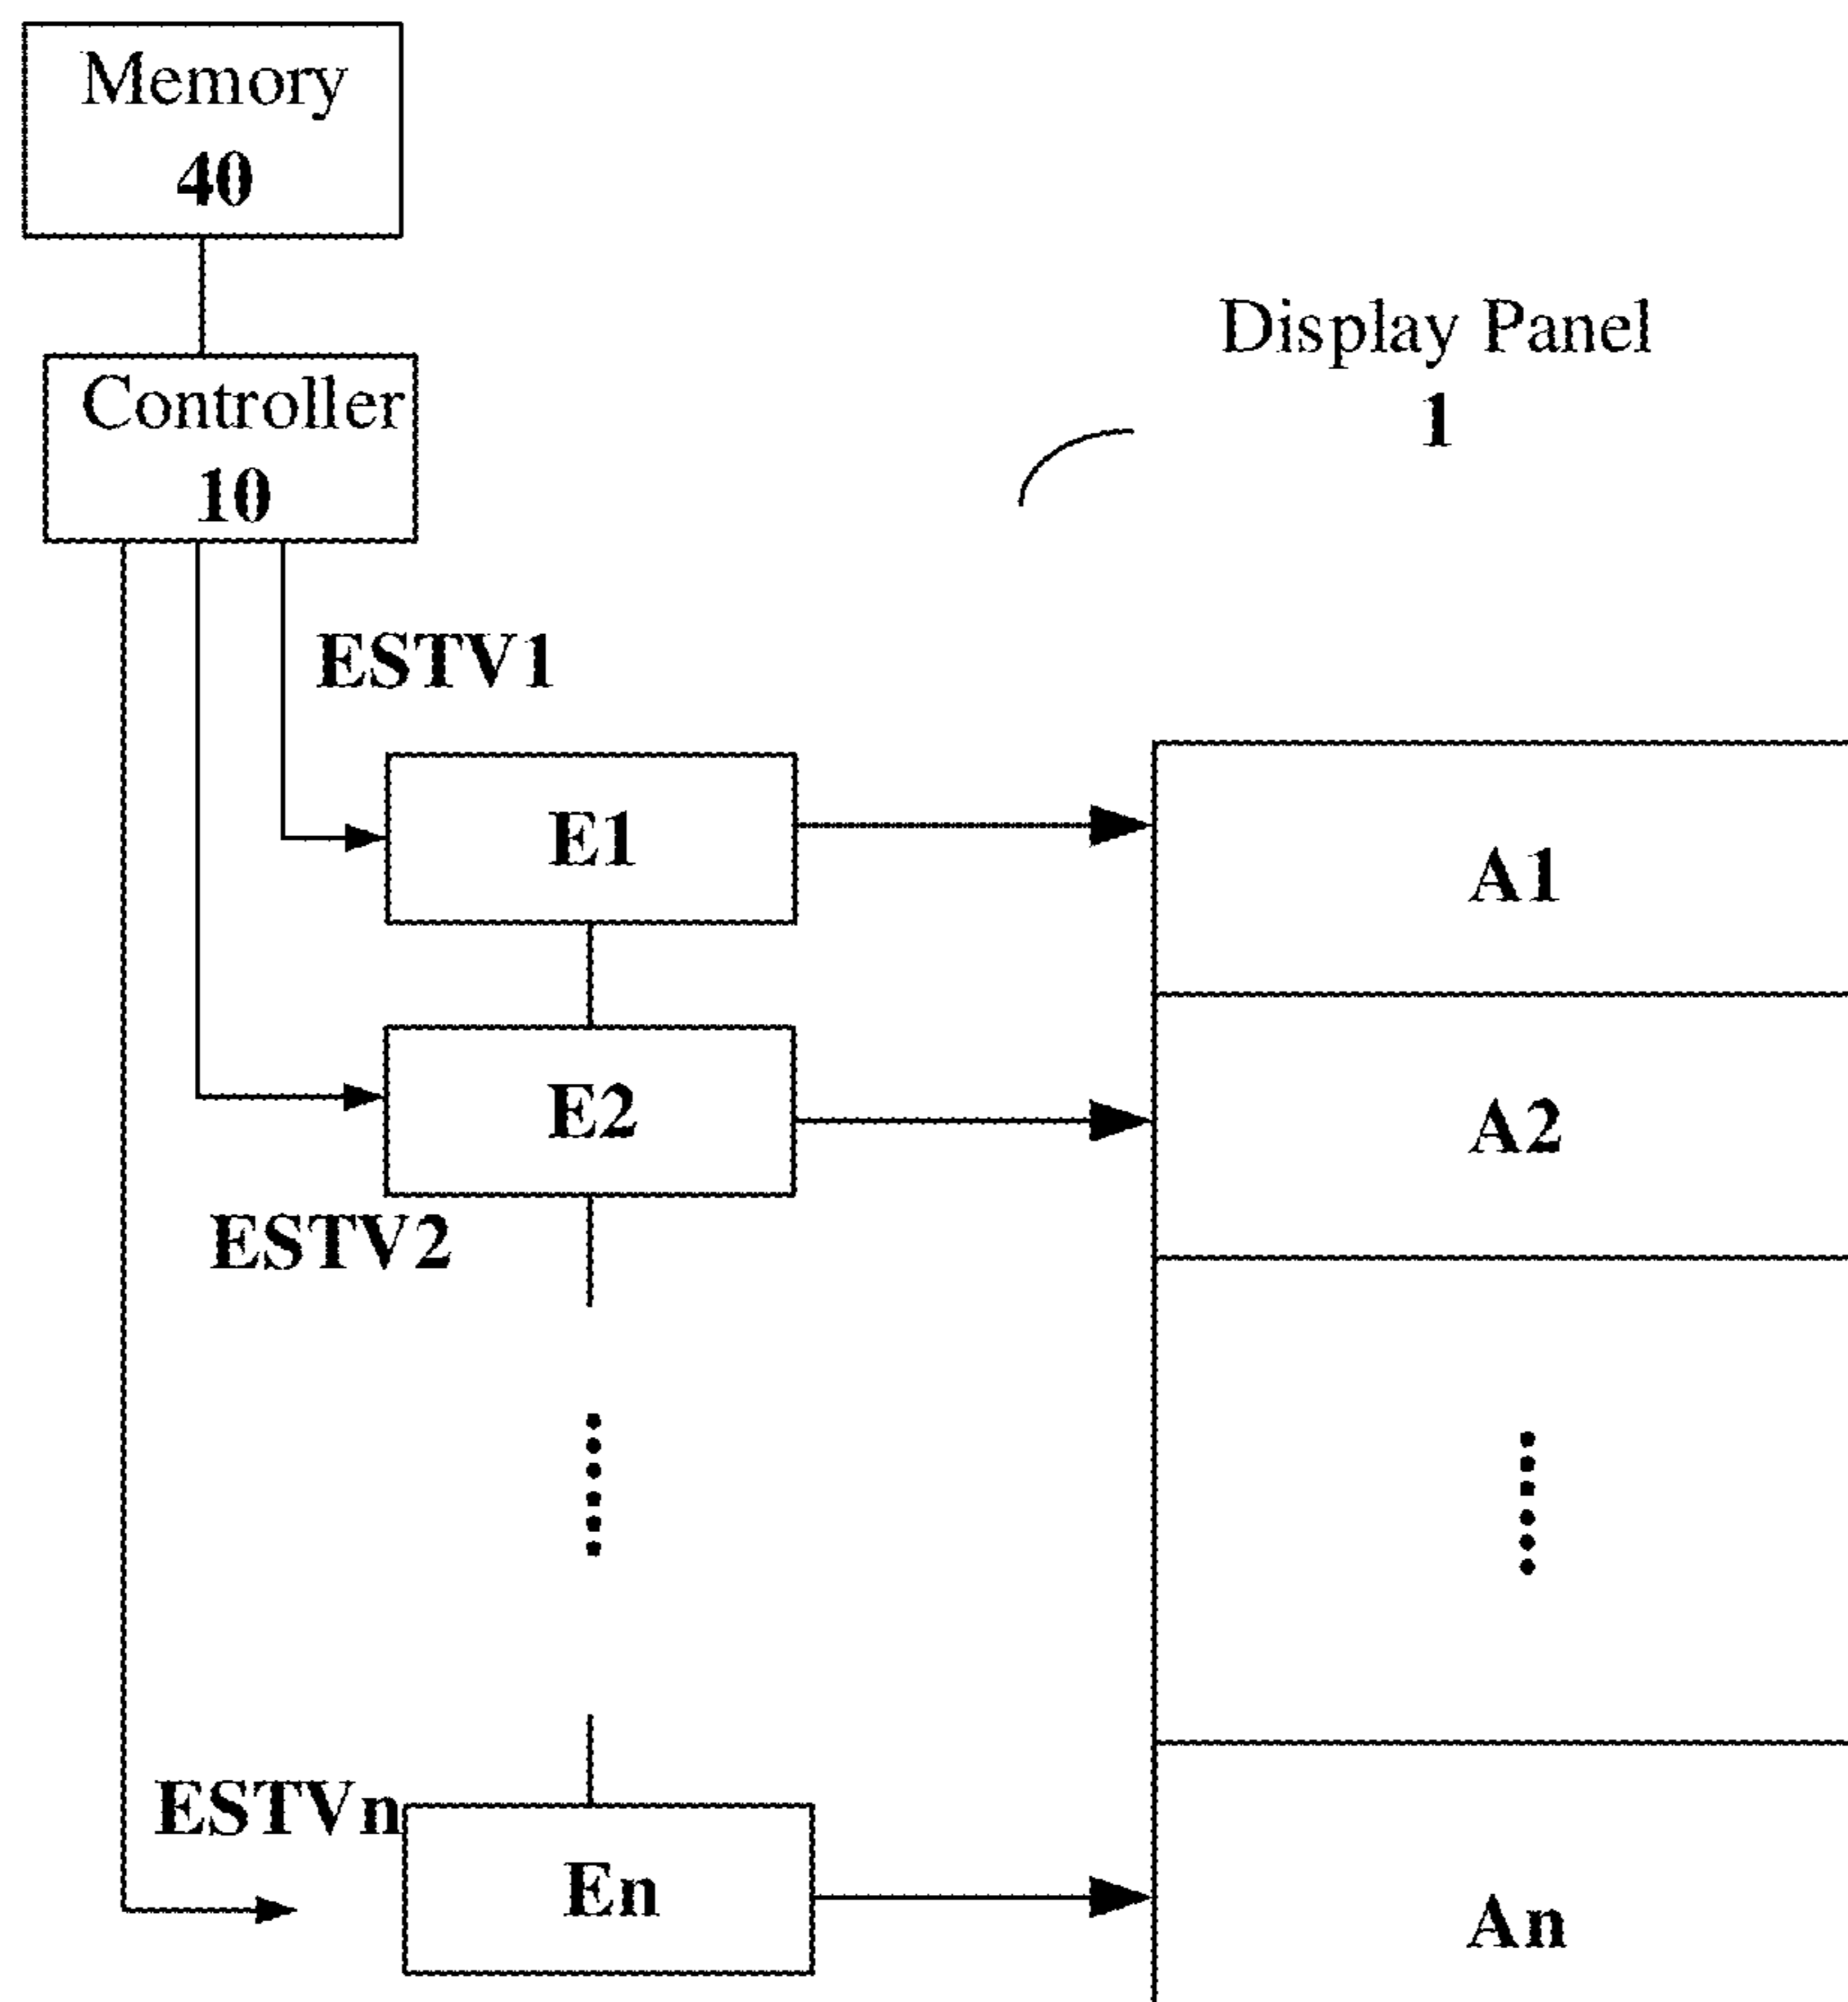 Memory
40
Controller
10
Display Panel
1
ESTV1
E1
A1
E2
A2
ESTV2
ESTVn
En
An